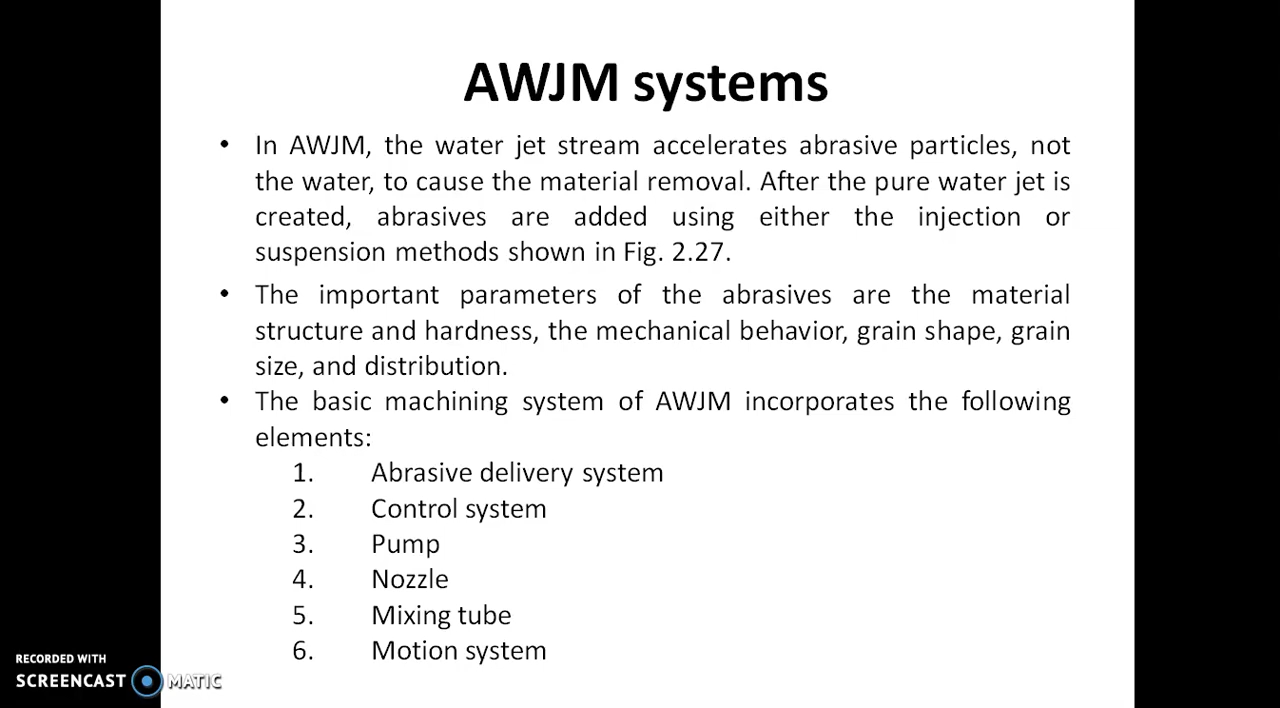 AWJM systems
• In AWJM, the water jet stream accelerates abrasive particles, not
the water, to cause the material removal. After the pure water jet is
created, abrasives are added using either the injection or
suspension methods shown in Fig. 2.27.
• The important parameters of the abrasives are the material
structure and hardness, the mechanical behavior, grain shape, grain
size, and distribution.
• The basic machining system of AWJM incorporates the following
elements:
1. Abrasive delivery system
2. Control system
3. Pump
4. Nozzle
5. Mixing tube
6. Motion system
RECORDED WITH
SCREENCAST MATIC